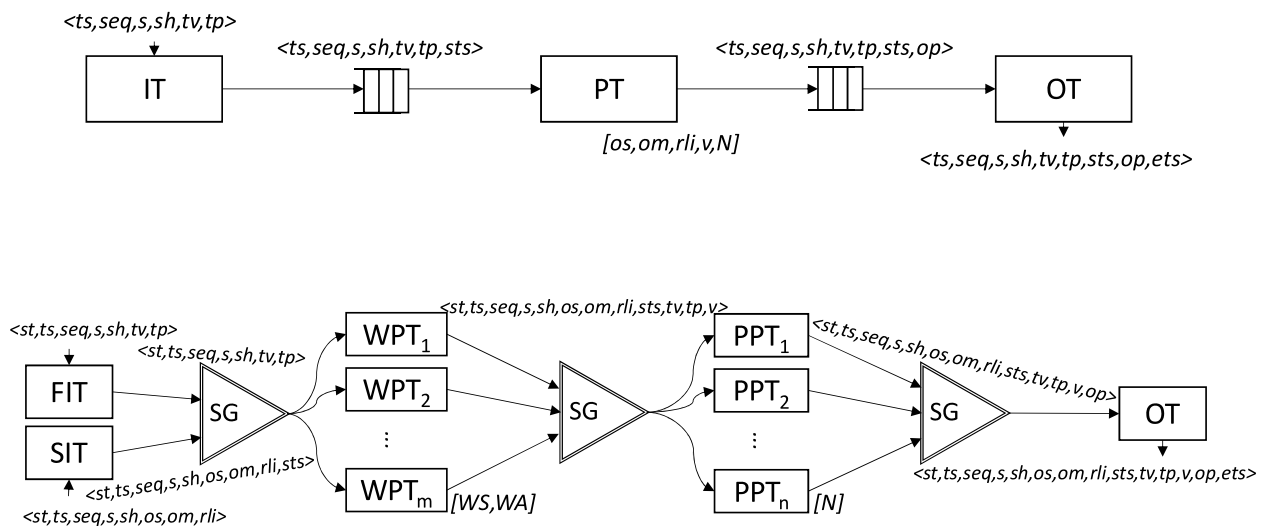 <ts,seq,s,sh,tv,tp>
<ts,seq,s,sh,tv,tp,sts>
<ts,seq,s,sh,tv,tp,sts,op>
IT
PT
OT
[os,om,rli,v,N]
<ts,seq,s,sh,tv,tp,sts,op,ets>
<st,ts,seq,s,sh,os,om,rli,sts,tv,tp,v>
<st,ts,seq,s,sh,tv,tp>
<st,ts,seq,s,sh,tv,tp>
<st,ts,seq,s,sh,os,om,rli,sts,tv,tp,v,op>
WPT1
PPT1
FIT
WPT2
PPT2
SG
SG
SG
OT
SIT
...
...
<st,ts,seq,s,sh,os,om,rli,sts>
<st,ts,seq,s,sh,os,om,rli,sts,tv,tp,v,op,ets>
WPTm
[WS,WA]
PPTn
[N]
<st,ts,seq,s,sh,os,om,rli>